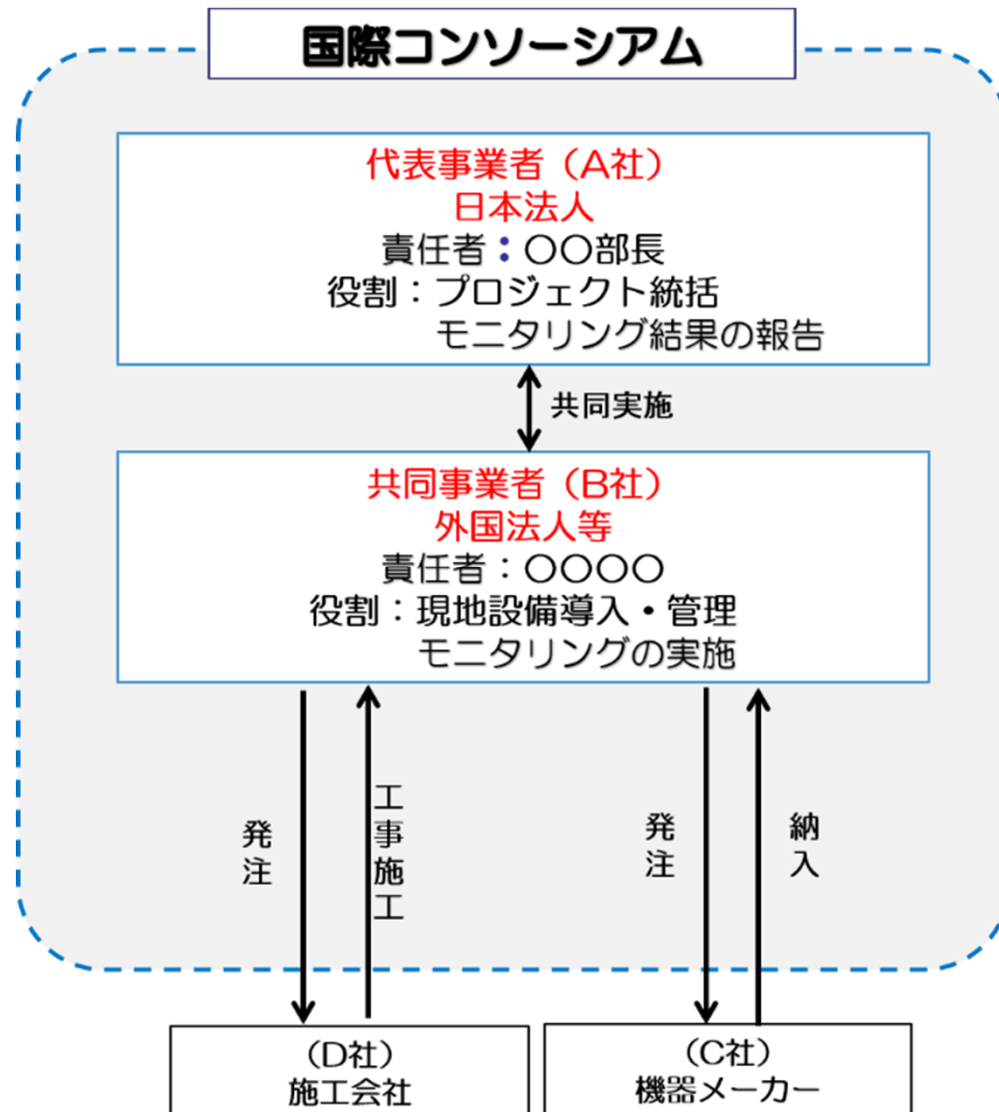 国際コンソーシアム
代表事業者（A社）
日本法人
責任者：〇〇部長
役割：プロジェクト統括
モニタリング結果の報告
共同実施
共同事業者（B社）
外国法人等
責任者：〇〇〇〇
役割：現地設備導入・管理
モニタリングの実施
発注
工事施工
発注
納入
（D社）
施工会社
（C社）
機器メーカー